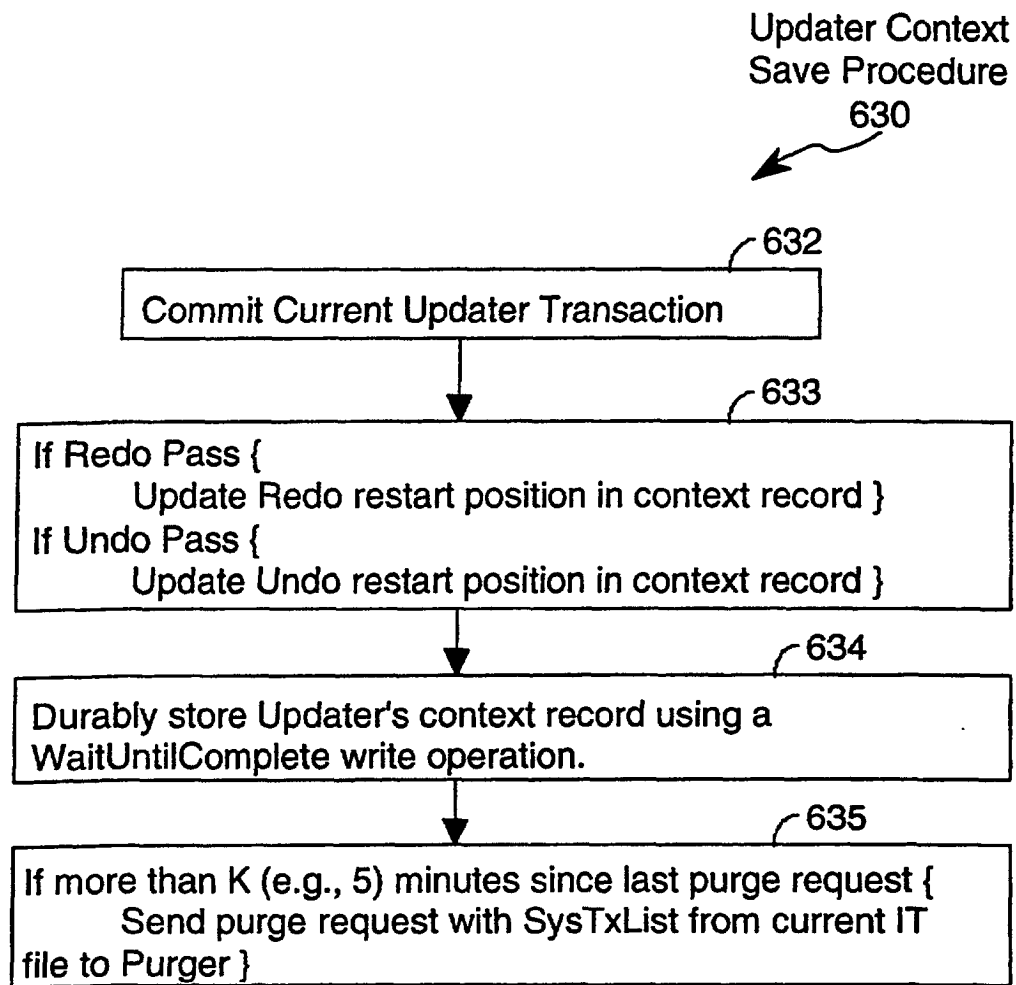 Updater Context
Save Procedure
630
632
Commit Current Updater Transaction
633
If Redo Pass {
Update Redo restart position in context record }
If Undo Pass {
Update Undo restart position in context record }
634
Durably store Updater's context record using a
WaitUntilComplete write operation.
635
If more than K (e.g., 5) minutes since last purge request {
Send purge request with SysTxList from current IT
file to Purger }